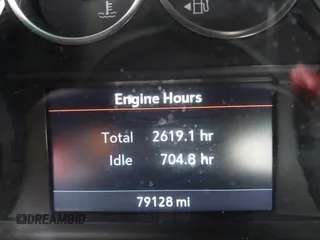 Engine Hours
Total 2619.1 hr
Idle 704.8 hr
79128 mi
DREAMBID